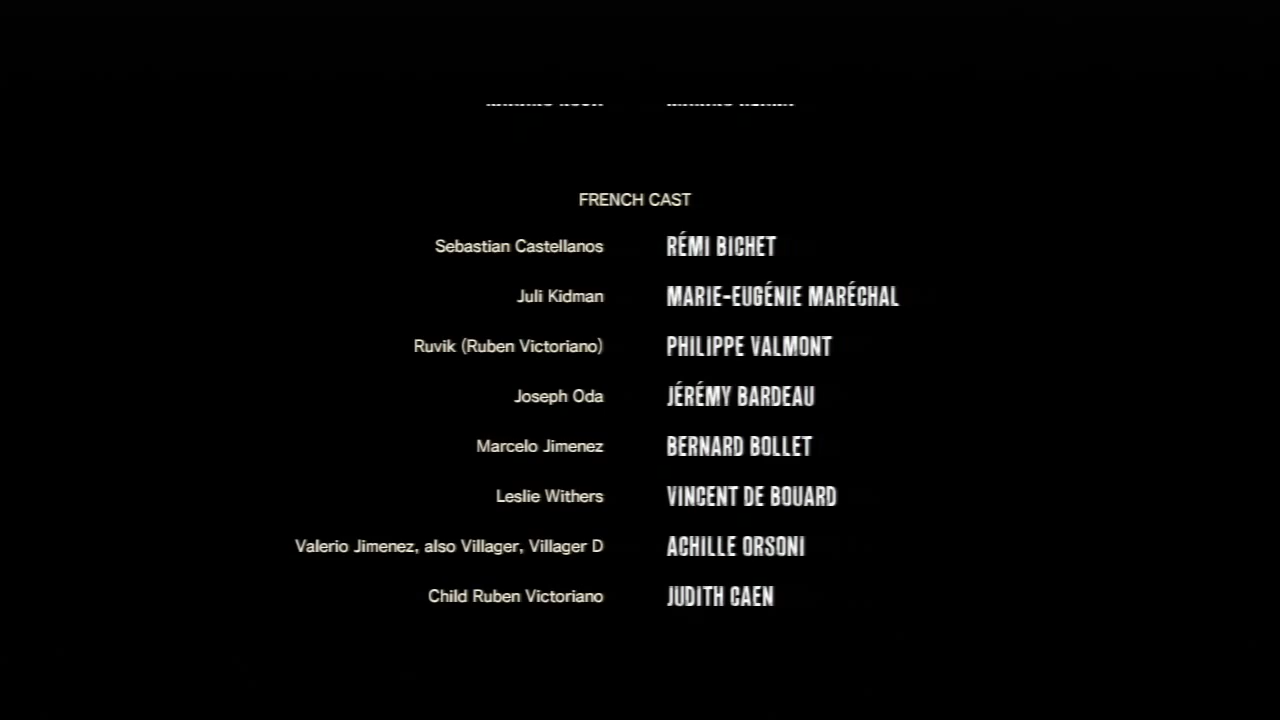 FRENCH CAST
Sebastian Castellanos RÉMI BICHET
Juli Kidman MARIE-EUGÉNIE MARÉCHAL
Ruvik (Ruben Victoriano) PHILIPPE VALMONT
Joseph Oda JÉRÉMY BARDEAU
Marcelo Jimenez BERNARD BOLLET
Leslie Withers VINCENT DE BOUARD
Valerio Jimenez, also Villager, Villager D ACHILLE ORSONI
Child Ruben Victoriano JUDITH CAEN